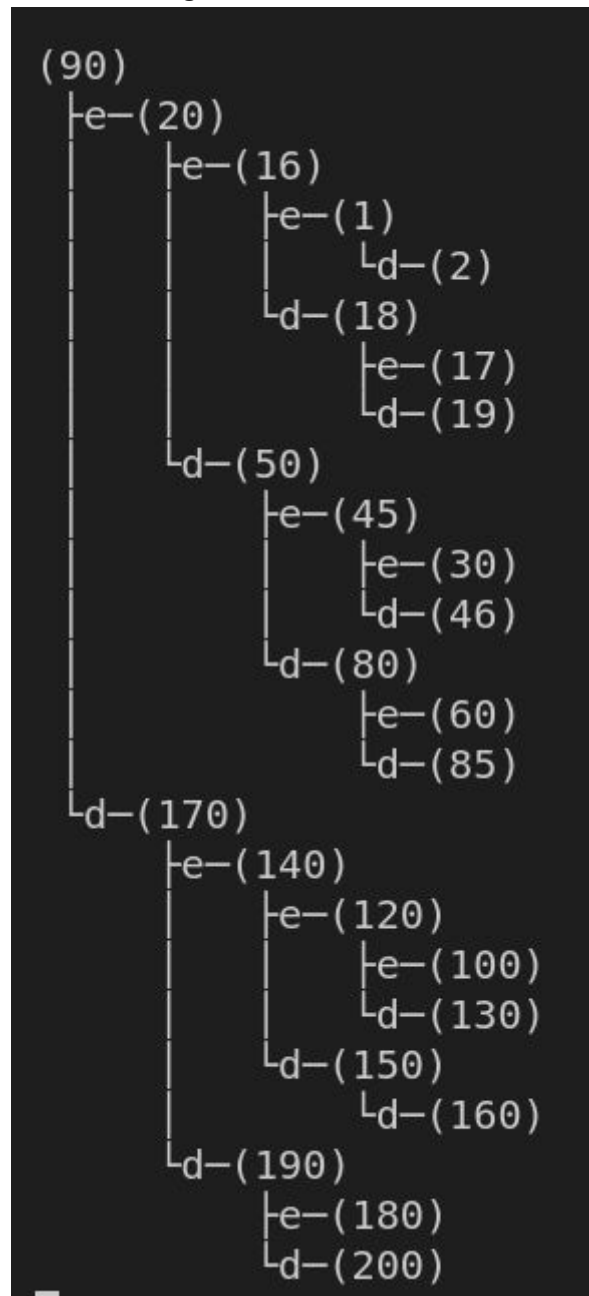 (90)
├e─(20)
│   ├e─(16)
│   │   ├e─(1)
│   │   │   └d─(2)
│   │   └d─(18)
│   │       ├e─(17)
│   │       └d─(19)
│   └d─(50)
│       ├e─(45)
│       │   ├e─(30)
│       │   └d─(46)
│       └d─(80)
│           ├e─(60)
│           └d─(85)
└d─(170)
    ├e─(140)
    │   ├e─(120)
    │   │   ├e─(100)
    │   │   └d─(130)
    │   └d─(150)
    │       └d─(160)
    └d─(190)
        ├e─(180)
        └d─(200)